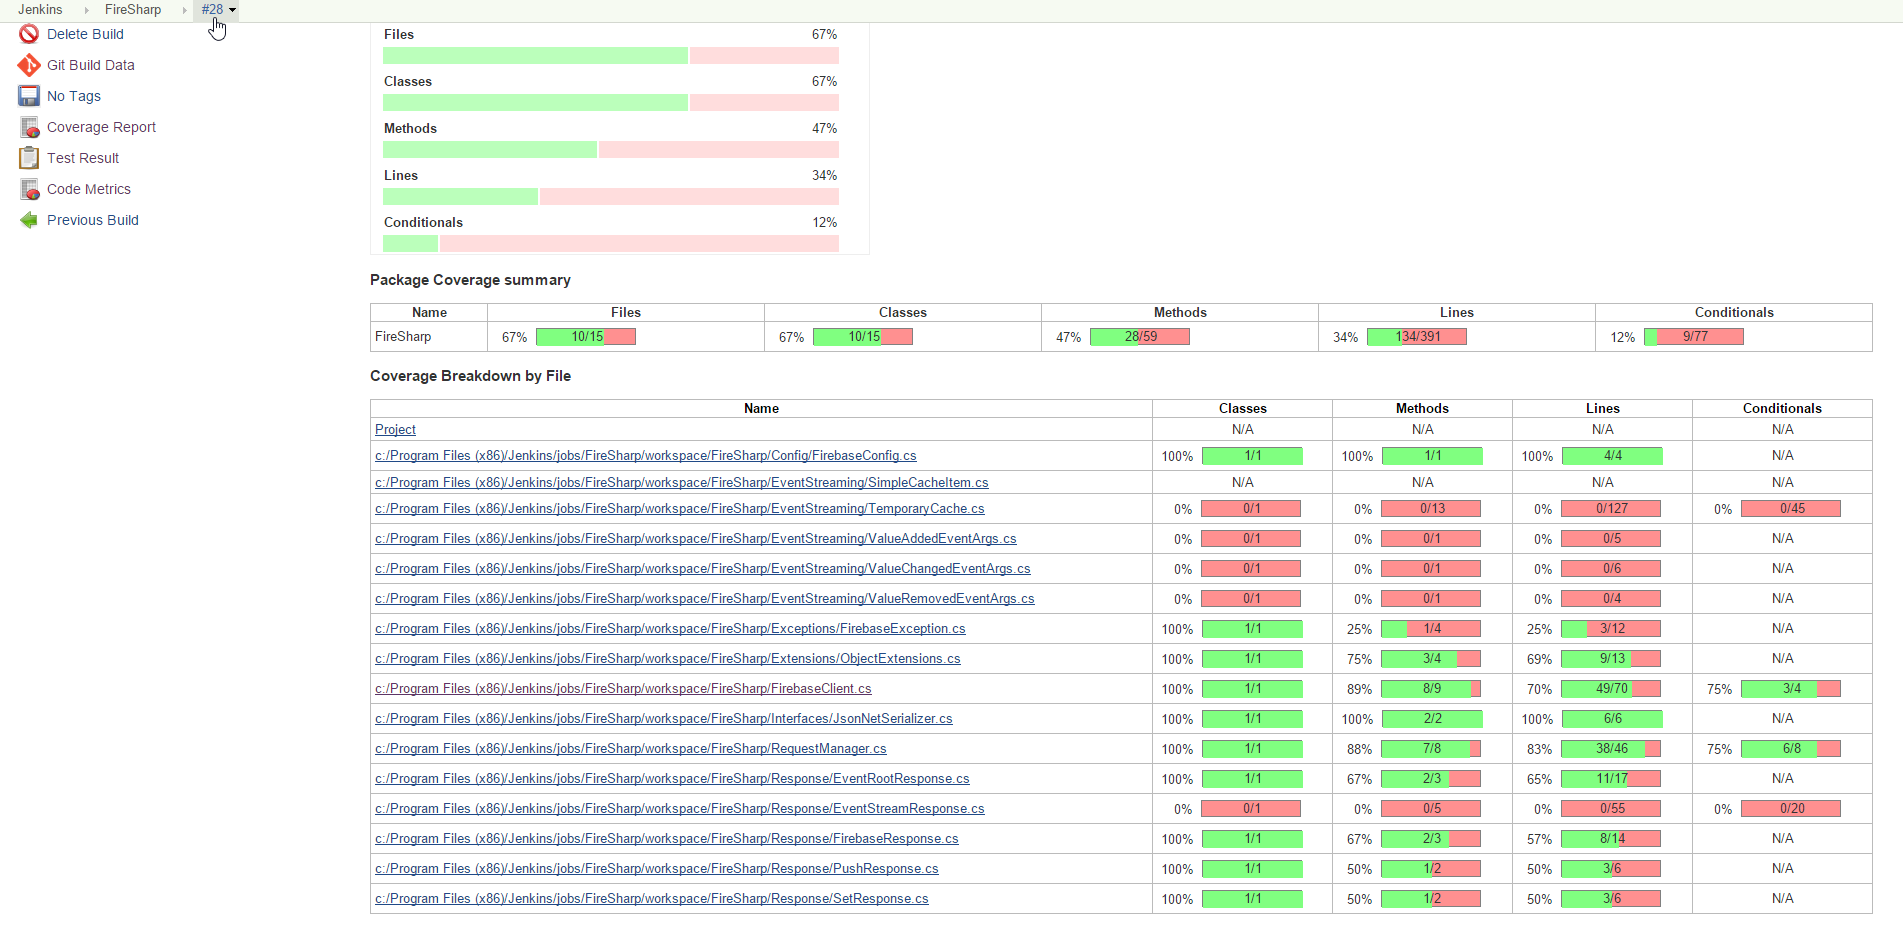 Jenkins FireSharp #28
Delete Build
Git Build Data
No Tags
Coverage Report
Test Result
Code Metrics
Previous Build
Files 67%
Classes 67%
Methods 47%
Lines 34%
Conditionals 12%
Package Coverage summary
Name Files Classes Methods Lines Conditionals
FireSharp 67% 10/15 67% 10/15 47% 28/59 34% 134/391 12% 9/77
Coverage Breakdown by File
Name Classes Methods Lines Conditionals
Project N/A N/A N/A N/A
c:/Program Files (x86)/Jenkins/jobs/FireSharp/workspace/FireSharp/Config/FirebaseConfig.cs 100% 1/1 100% 1/1 100% 4/4 N/A
c:/Program Files (x86)/Jenkins/jobs/FireSharp/workspace/FireSharp/EventStreaming/SimpleCacheItem.cs N/A N/A N/A N/A
c:/Program Files (x86)/Jenkins/jobs/FireSharp/workspace/FireSharp/EventStreaming/TemporaryCache.cs 0% 0/1 0% 0/13 0% 0/127 0% 0/45
c:/Program Files (x86)/Jenkins/jobs/FireSharp/workspace/FireSharp/EventStreaming/ValueAddedEventArgs.cs 0% 0/1 0% 0/1 0% 0/5 N/A
c:/Program Files (x86)/Jenkins/jobs/FireSharp/workspace/FireSharp/EventStreaming/ValueChangedEventArgs.cs 0% 0/1 0% 0/1 0% 0/6 N/A
c:/Program Files (x86)/Jenkins/jobs/FireSharp/workspace/FireSharp/EventStreaming/ValueRemovedEventArgs.cs 0% 0/1 0% 0/1 0% 0/4 N/A
c:/Program Files (x86)/Jenkins/jobs/FireSharp/workspace/FireSharp/Exceptions/FirebaseException.cs 100% 1/1 25% 1/4 25% 3/12 N/A
c:/Program Files (x86)/Jenkins/jobs/FireSharp/workspace/FireSharp/Extensions/ObjectExtensions.cs 100% 1/1 75% 3/4 69% 9/13 N/A
c:/Program Files (x86)/Jenkins/jobs/FireSharp/workspace/FireSharp/FirebaseClient.cs 100% 1/1 89% 8/9 70% 49/70 75% 3/4
c:/Program Files (x86)/Jenkins/jobs/FireSharp/workspace/FireSharp/Interfaces/JsonNetSerializer.cs 100% 1/1 100% 2/2 100% 6/6 N/A
c:/Program Files (x86)/Jenkins/jobs/FireSharp/workspace/FireSharp/RequestManager.cs 100% 1/1 88% 7/8 83% 38/46 75% 6/8
c:/Program Files (x86)/Jenkins/jobs/FireSharp/workspace/FireSharp/Response/EventRootResponse.cs 100% 1/1 67% 2/3 65% 11/17 N/A
c:/Program Files (x86)/Jenkins/jobs/FireSharp/workspace/FireSharp/Response/EventStreamResponse.cs 0% 0/1 0% 0/5 0% 0/55 0% 0/20
c:/Program Files (x86)/Jenkins/jobs/FireSharp/workspace/FireSharp/Response/FirebaseResponse.cs 100% 1/1 67% 2/3 57% 8/14 N/A
c:/Program Files (x86)/Jenkins/jobs/FireSharp/workspace/FireSharp/Response/PushResponse.cs 100% 1/1 50% 1/2 50% 3/6 N/A
c:/Program Files (x86)/Jenkins/jobs/FireSharp/workspace/FireSharp/Response/SetResponse.cs 100% 1/1 50% 1/2 50% 3/6 N/A